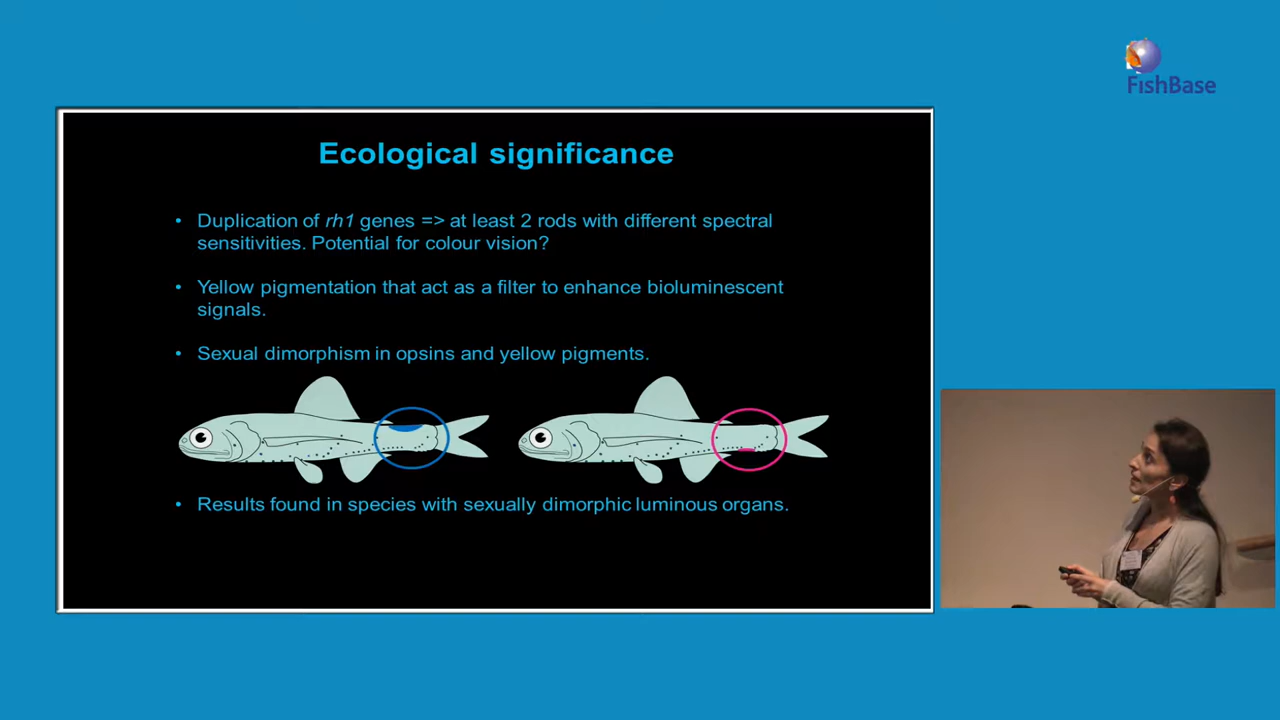 FishBase
Ecological significance
• Duplication of rh1 genes => at least 2 rods with different spectral
sensitivities. Potential for colour vision?
• Yellow pigmentation that act as a filter to enhance bioluminescent
signals.
• Sexual dimorphism in opsins and yellow pigments.
• Results found in species with sexually dimorphic luminous organs.